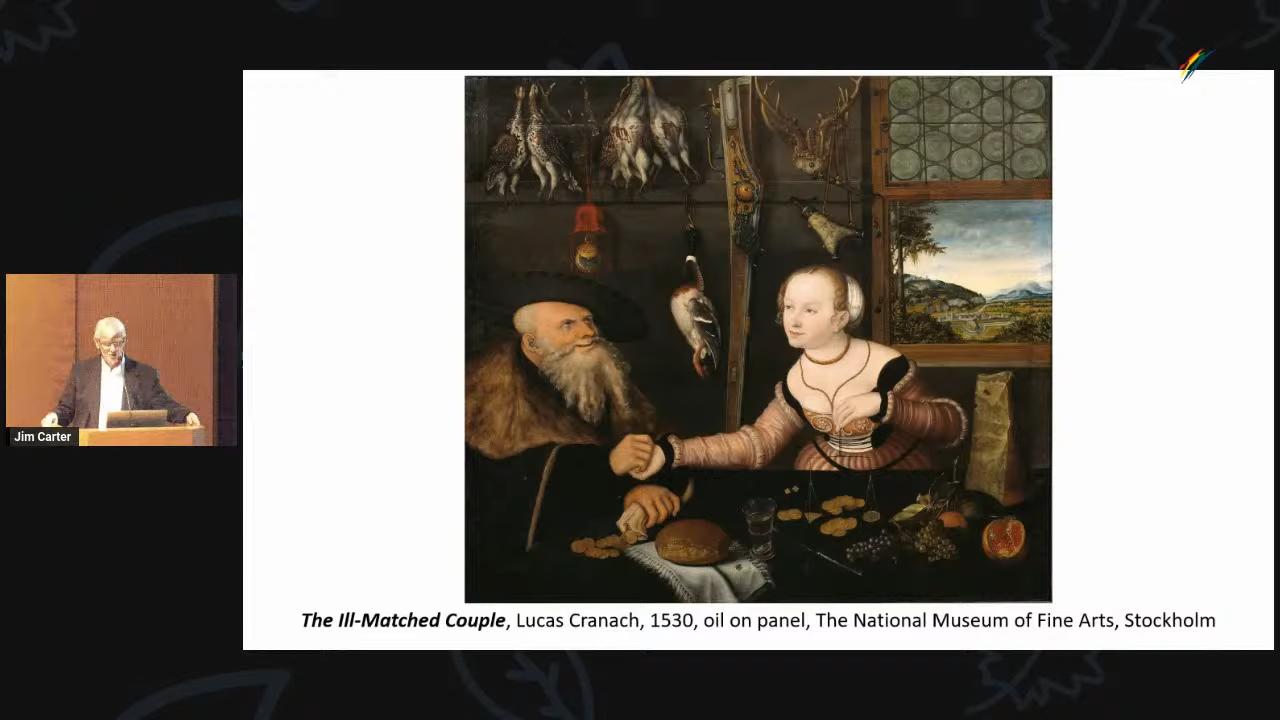 Jim Carter
The Ill-Matched Couple, Lucas Cranach, 1530, oil on panel, The National Museum of Fine Arts, Stockholm